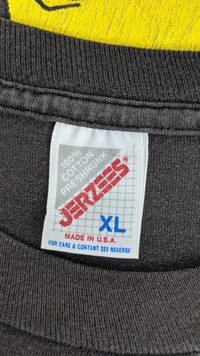 100%
COTTON
PRESHRUNK
JERZEES®
XL
MADE IN U.S.A.
FOR CARE & CONTENT SEE REVERSE